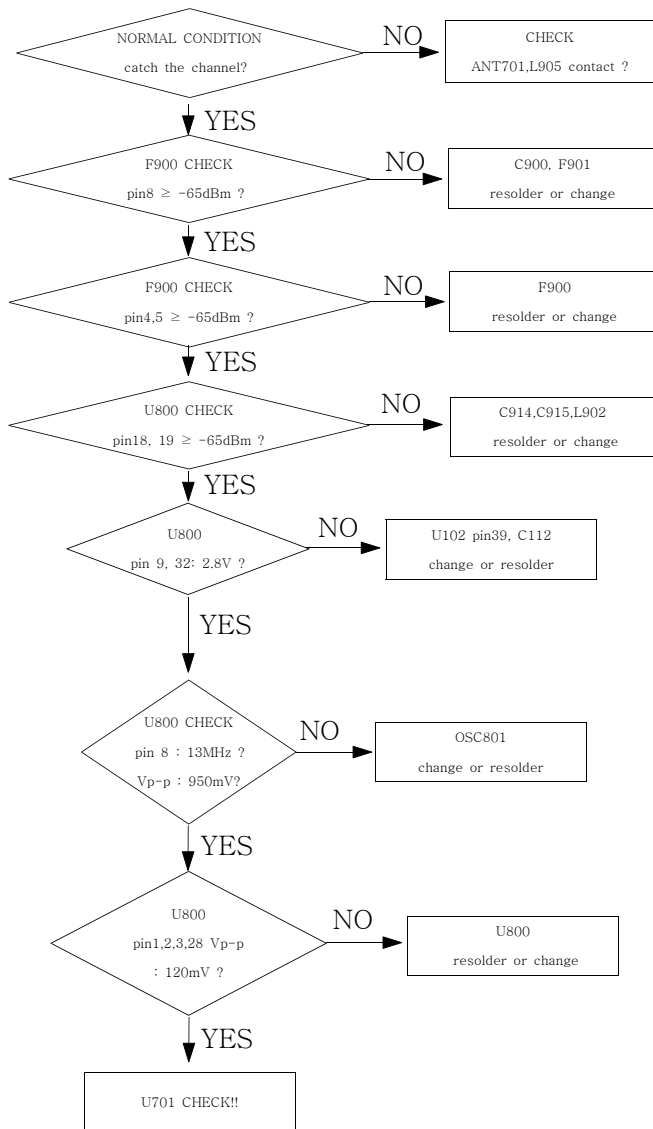 NORMAL CONDITION
catch the channel?
NO
CHECK
ANT701,L905 contact ?
YES
F900 CHECK
pin8 ≥ -65dBm ?
NO
C900, F901
resolder or change
YES
F900 CHECK
pin4,5 ≥ -65dBm ?
NO
F900
resolder or change
YES
U800 CHECK
pin18, 19 ≥ -65dBm ?
NO
C914,C915,L902
resolder or change
YES
U800
pin 9, 32: 2.8V ?
NO
U102 pin39, C112
change or resolder
YES
U800 CHECK
pin 8 : 13MHz ?
Vp-p : 950mV?
NO
OSC801
change or resolder
YES
U800
pin1,2,3,28 Vp-p
: 120mV ?
NO
U800
resolder or change
YES
U701 CHECK!!